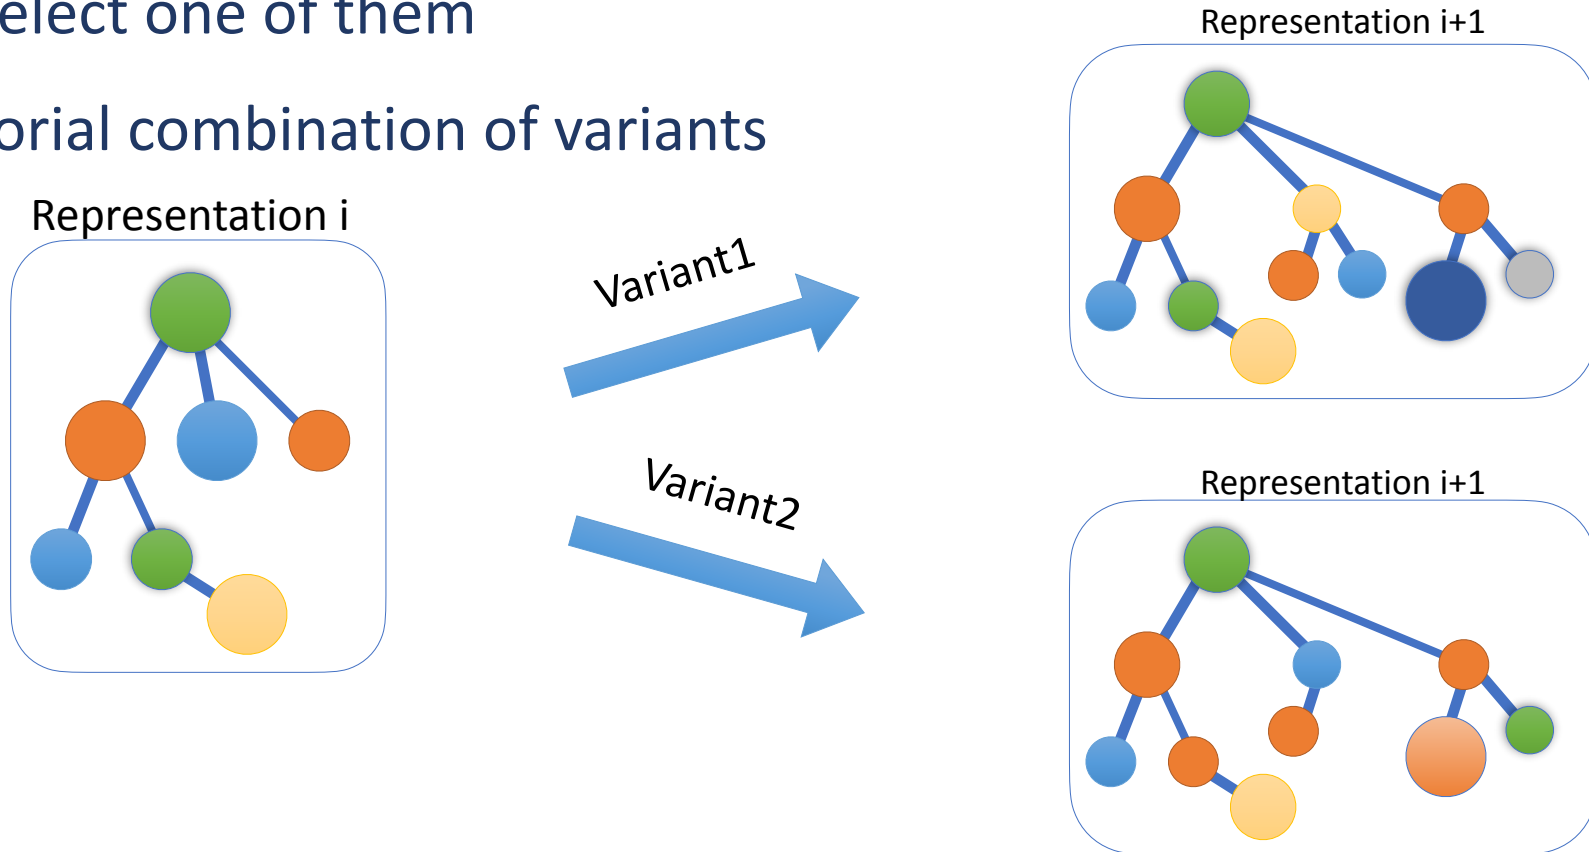 elect one of them
orial combination of variants
Representation i
Variant1
Variant2
Representation i+1
Representation i+1